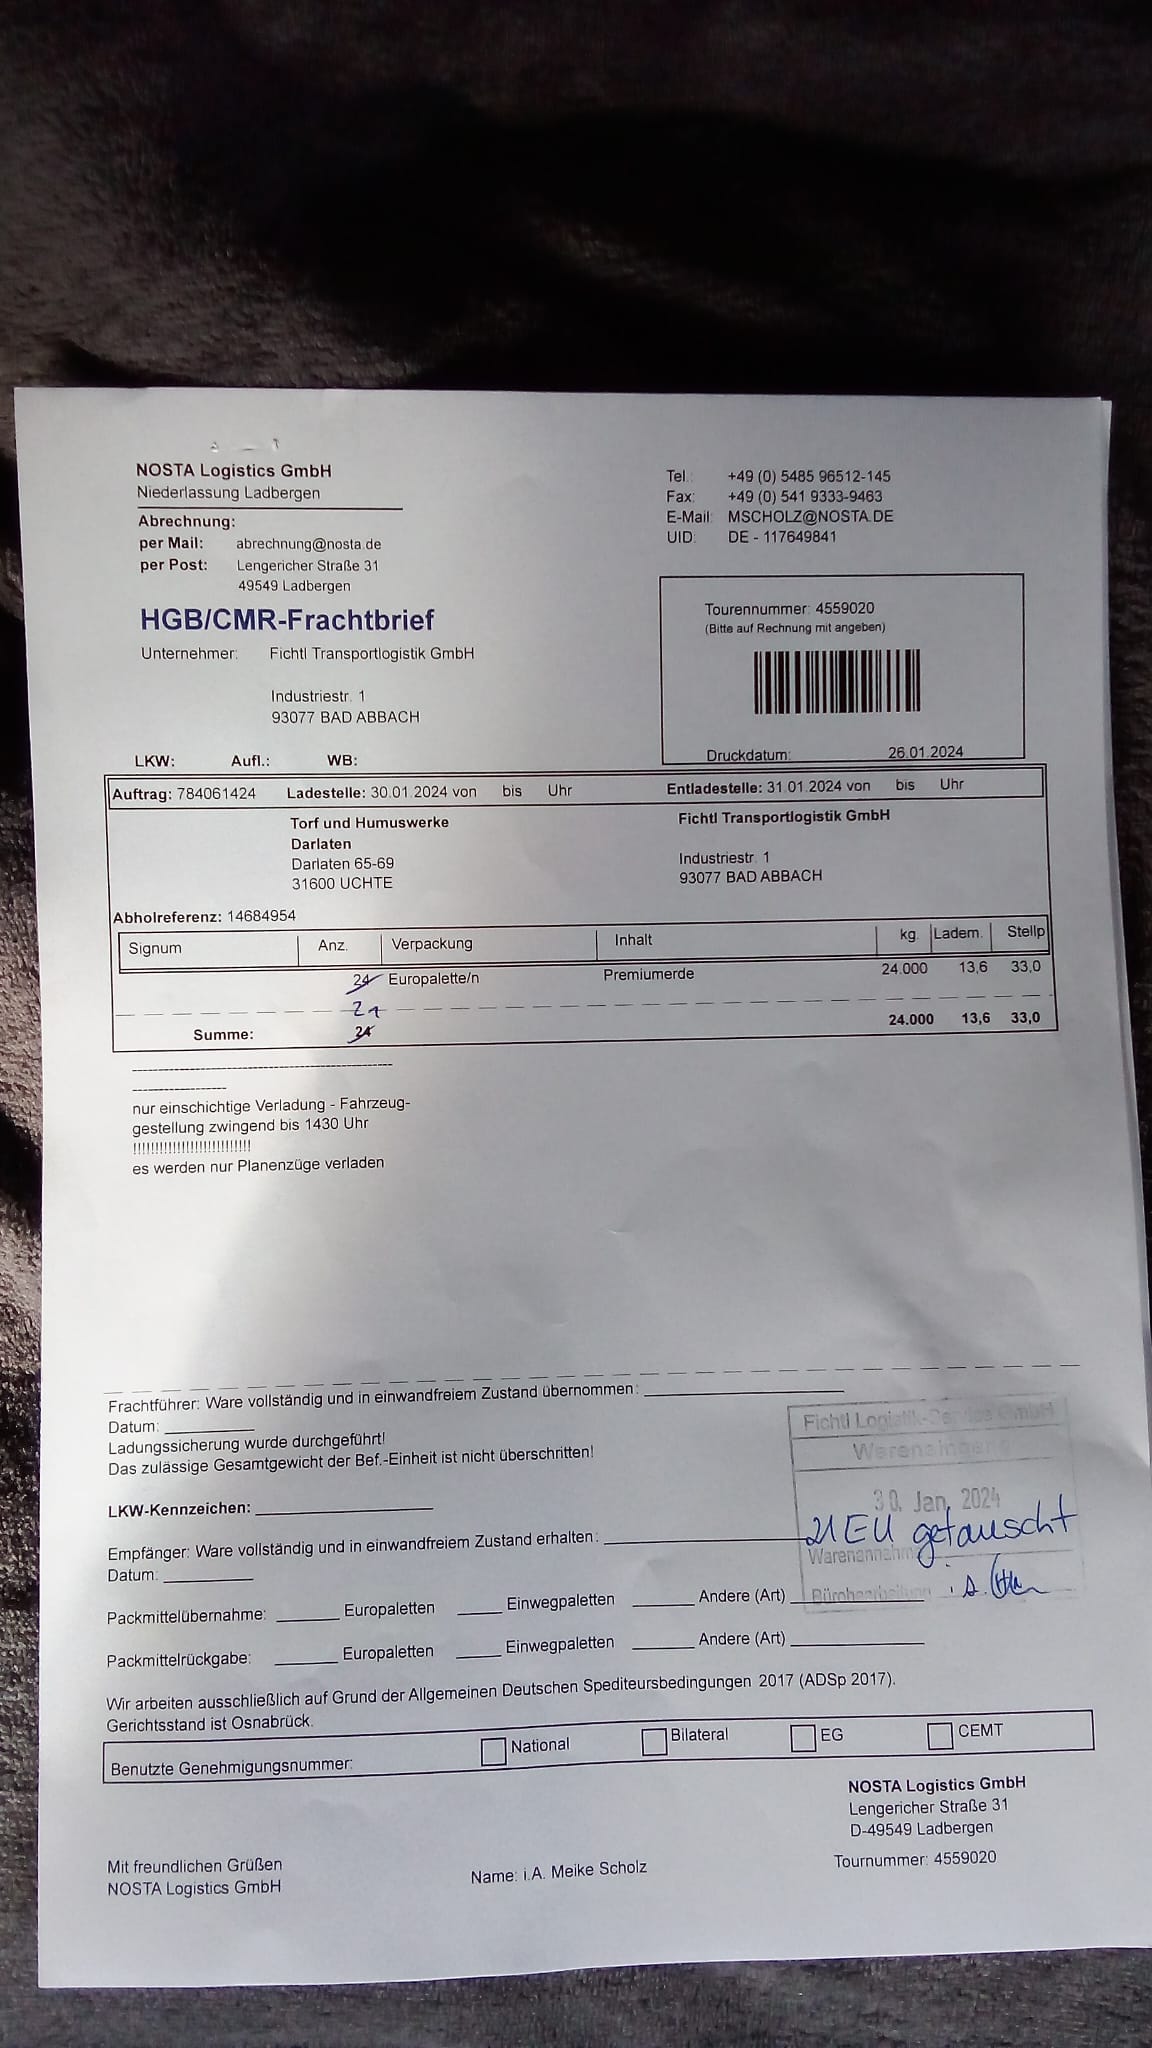 NOSTA Logistics GmbH
Niederlassung Ladbergen
Abrechnung:
per Mail: abrechnung@nosta.de
per Post: Lengericher Straße 31
49549 Ladbergen
Tel.: +49 (0) 5485 96512-145
Fax: +49 (0) 541 9333-9463
E-Mail: MSCHOLZ@NOSTA.DE
UID: DE - 117649841
HGB/CMR-Frachtbrief
Unternehmer: Fichtl Transportlogistik GmbH
Industriestr. 1
93077 BAD ABBACH
Tourennummer: 4559020
(Bitte auf Rechnung mit angeben)
Druckdatum: 26.01.2024
LKW: Aufl.: WB:
Auftrag: 784061424 Ladestelle: 30.01.2024 von bis Uhr Entladestelle: 31.01.2024 von bis Uhr
Torf und Humuswerke
Darlaten
Darlaten 65-69
31600 UCHTE
Fichtl Transportlogistik GmbH
Industriestr. 1
93077 BAD ABBACH
Abholreferenz: 14684954
Signum Anz. Verpackung Inhalt kg. Ladem. Stellp
24 Europalette/n Premiumerde 24.000 13,6 33,0
21
Summe: 24 24.000 13,6 33,0
nur einschichtige Verladung - Fahrzeug-
gestellung zwingend bis 1430 Uhr
!!!!!!!!!!!!!!!!!!!!!!!!!!!
es werden nur Planenzüge verladen
Frachtführer: Ware vollständig und in einwandfreiem Zustand übernommen:
Datum:
Ladungssicherung wurde durchgeführt!
Das zulässige Gesamtgewicht der Bef.-Einheit ist nicht überschritten!
Fichtl Logistik-Service GmbH
Wareneingang
30. Jan. 2024
LKW-Kennzeichen:
21 EU getauscht
Empfänger: Ware vollständig und in einwandfreiem Zustand erhalten:
Datum:
Packmittelübernahme: Europaletten Einwegpaletten Andere (Art)
Bürobearbeitung
Packmittelrückgabe: Europaletten Einwegpaletten Andere (Art)
Wir arbeiten ausschließlich auf Grund der Allgemeinen Deutschen Spediteursbedingungen 2017 (ADSp 2017).
Gerichtsstand ist Osnabrück.
Benutzte Genehmigungsnummer: National Bilateral EG CEMT
NOSTA Logistics GmbH
Lengericher Straße 31
D-49549 Ladbergen
Tournummer: 4559020
Mit freundlichen Grüßen
NOSTA Logistics GmbH
Name: i.A. Meike Scholz